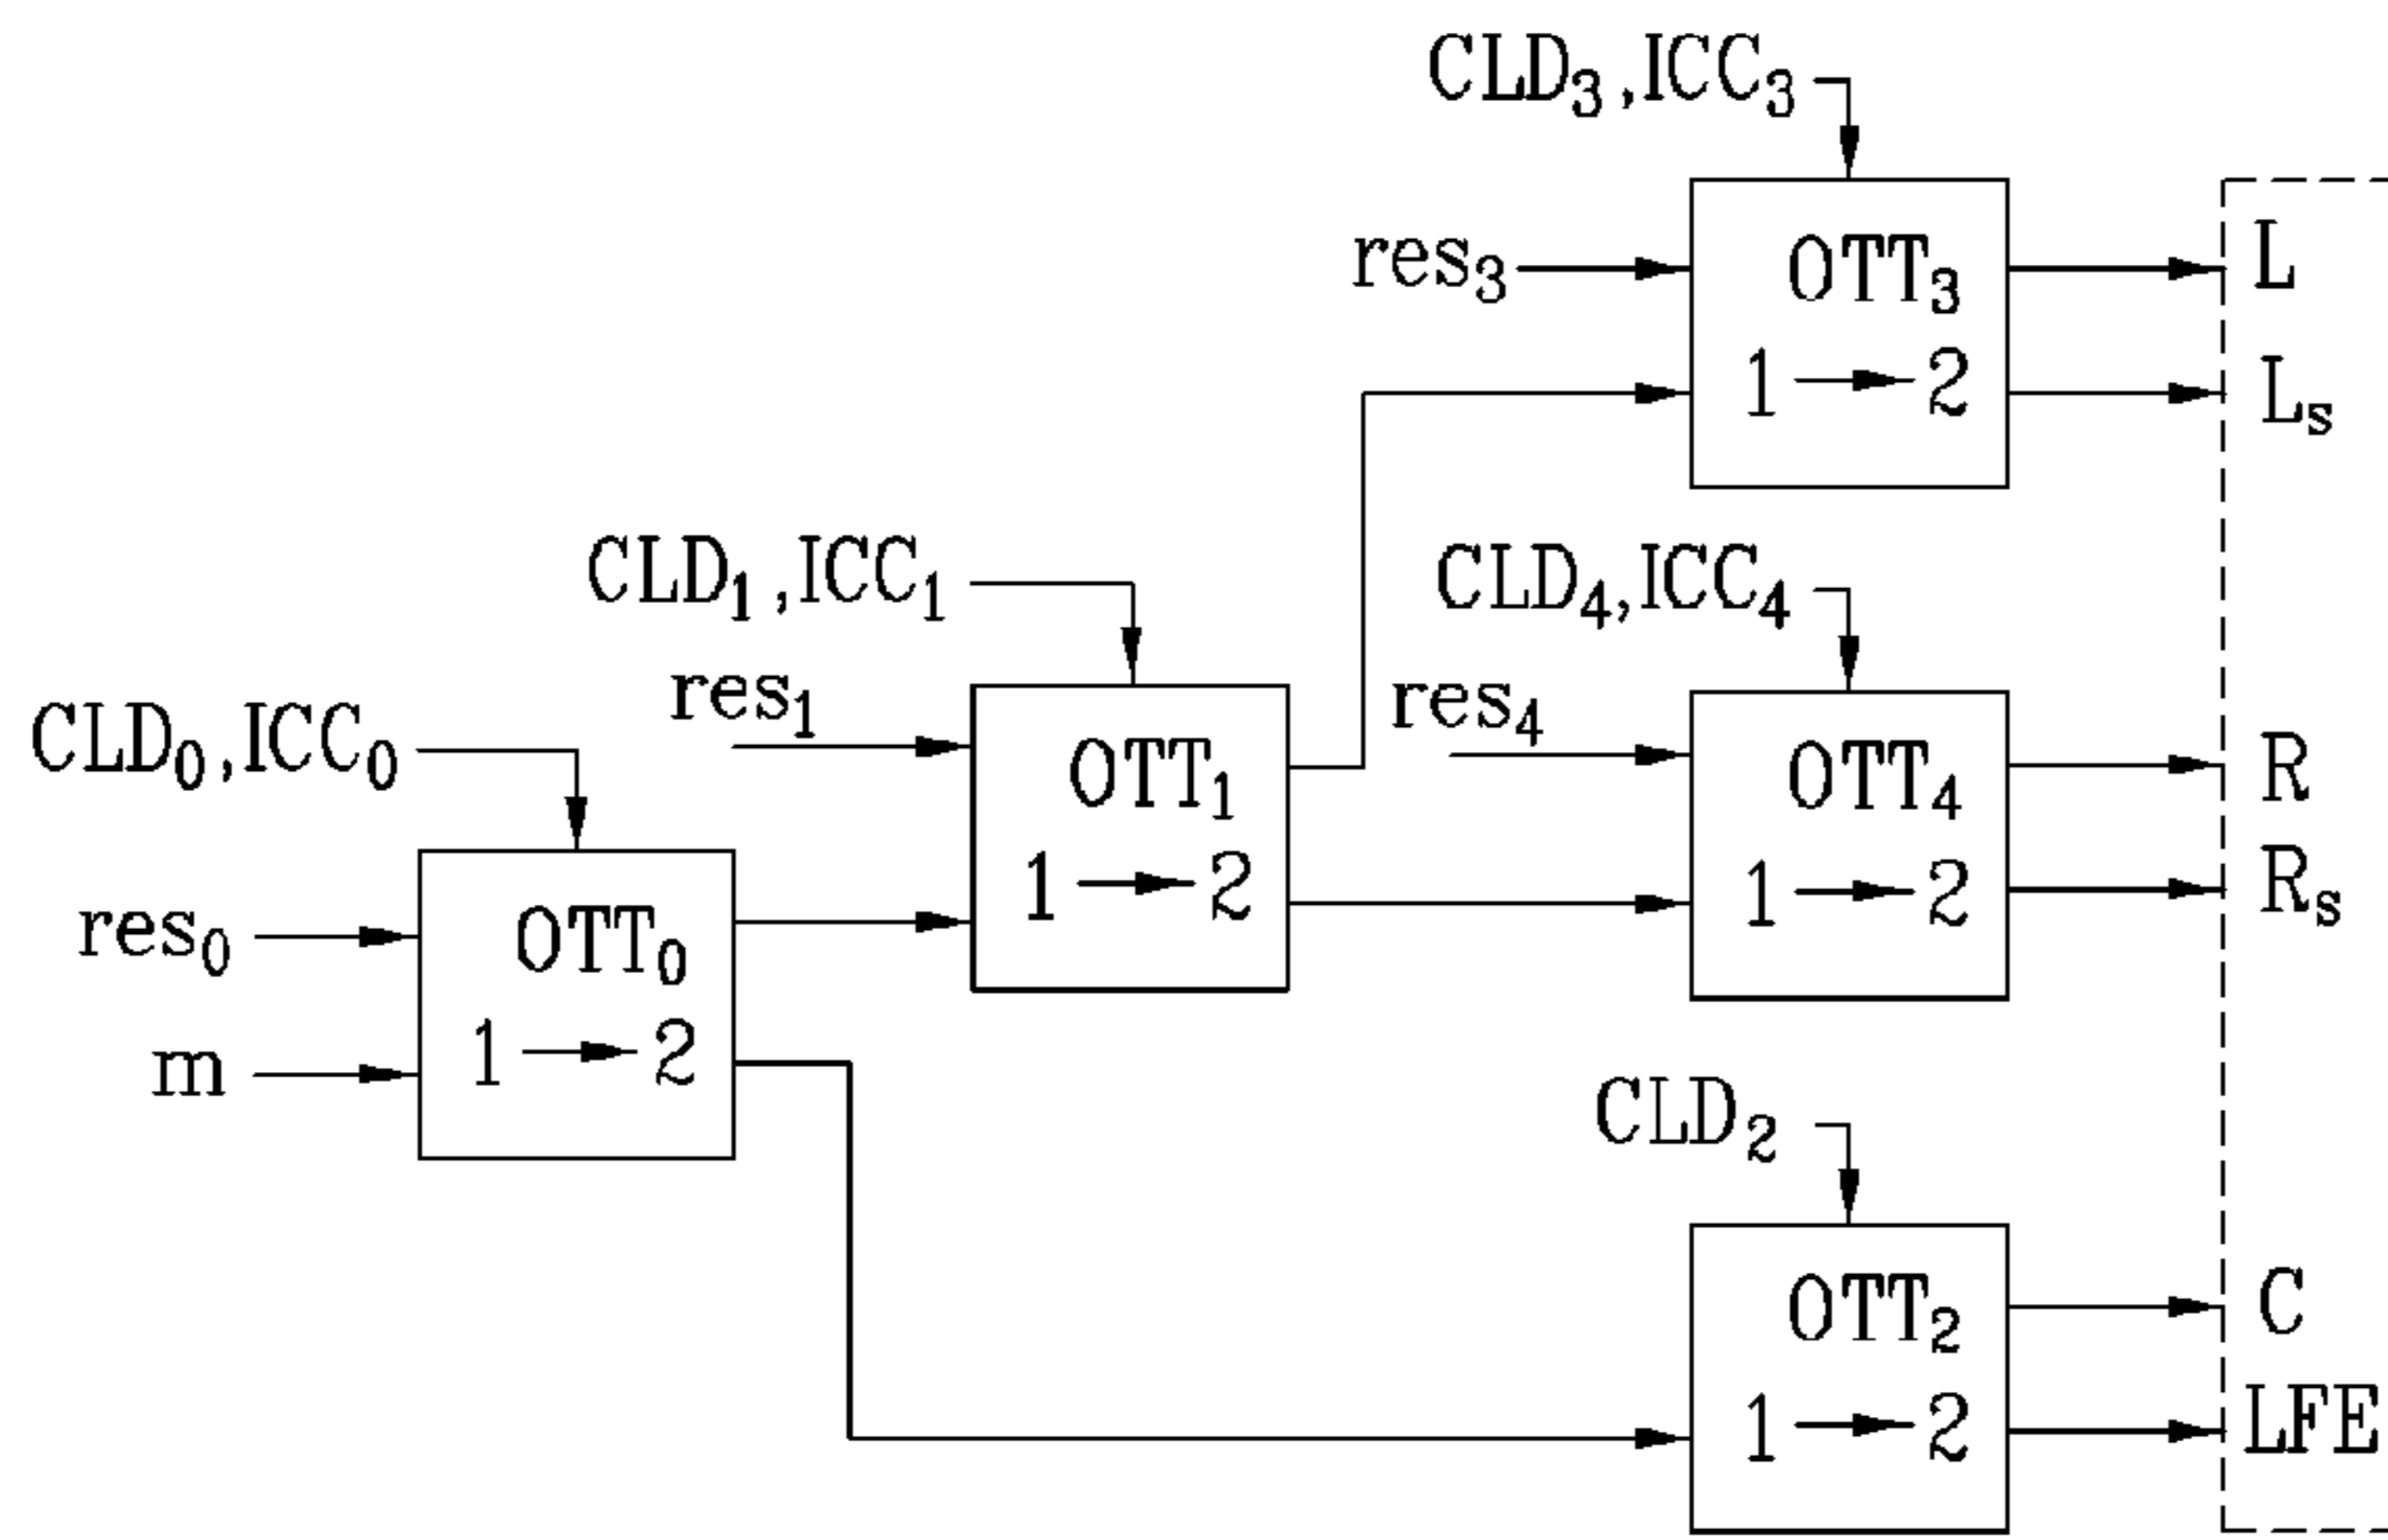 CLD₃,ICC₃
res₃
OTT₃
1 → 2
L
Lₛ
CLD₁,ICC₁
res₁
OTT₁
1 → 2
CLD₄,ICC₄
res₄
OTT₄
1 → 2
R
Rₛ
CLD₀,ICC₀
res₀
m
OTT₀
1 → 2
CLD₂
OTT₂
1 → 2
C
LFE